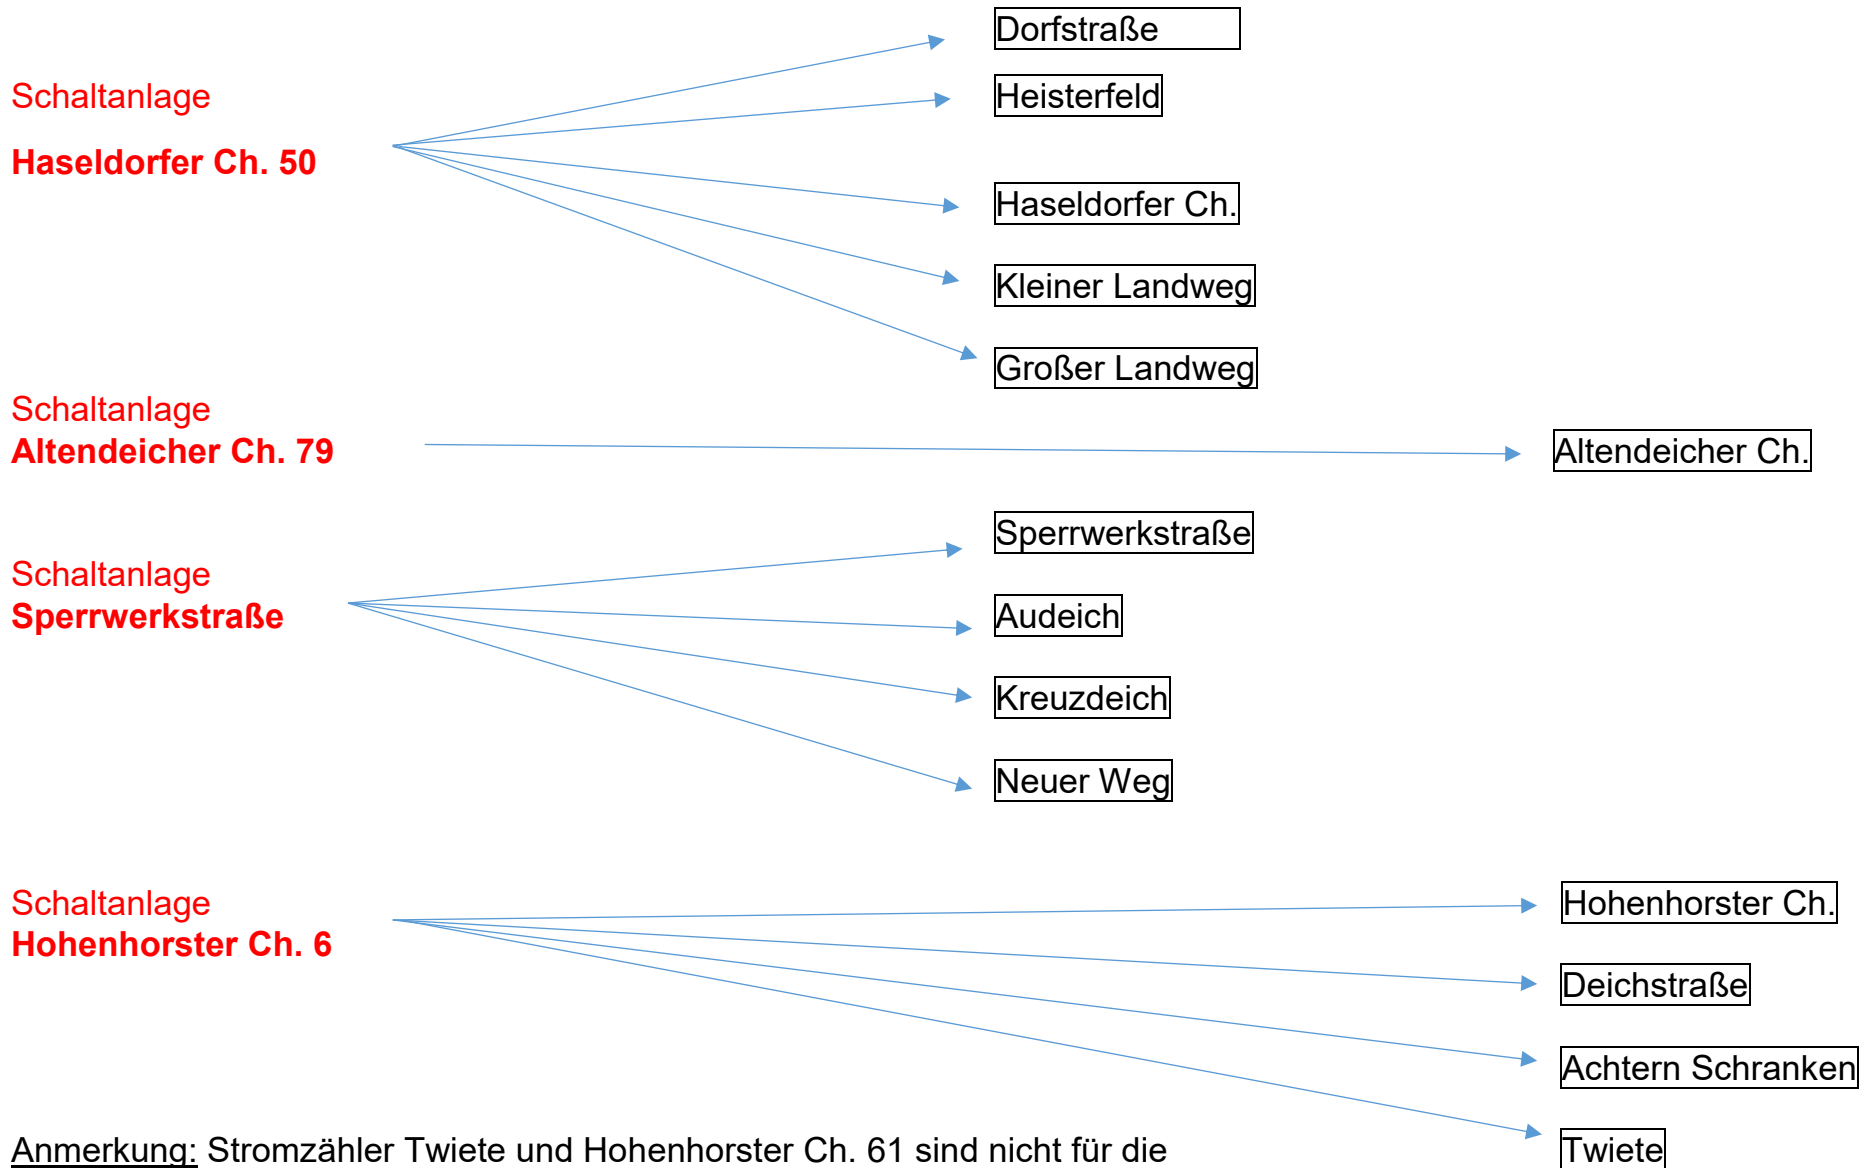 Dorfstraße
Schaltanlage
Heisterfeld
Haseldorfer Ch. 50
Haseldorfer Ch.
Kleiner Landweg
Großer Landweg
Schaltanlage
Altendeicher Ch. 79
Altendeicher Ch.
Sperrwerkstraße
Schaltanlage
Sperrwerkstraße
Audeich
Kreuzdeich
Neuer Weg
Schaltanlage
Hohenhorster Ch.
Hohenhorster Ch. 6
Deichstraße
Achtern Schranken
Anmerkung: Stromzähler Twiete und Hohenhorster Ch. 61 sind nicht für die
Twiete